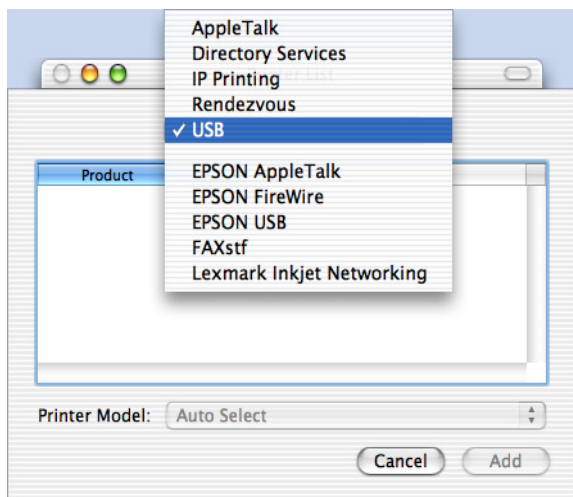 AppleTalk
Directory Services
IP Printing
Rendezvous
✓ USB
EPSON AppleTalk
EPSON FireWire
EPSON USB
FAXstf
Lexmark Inkjet Networking
Product
Printer Model: Auto Select
Cancel Add